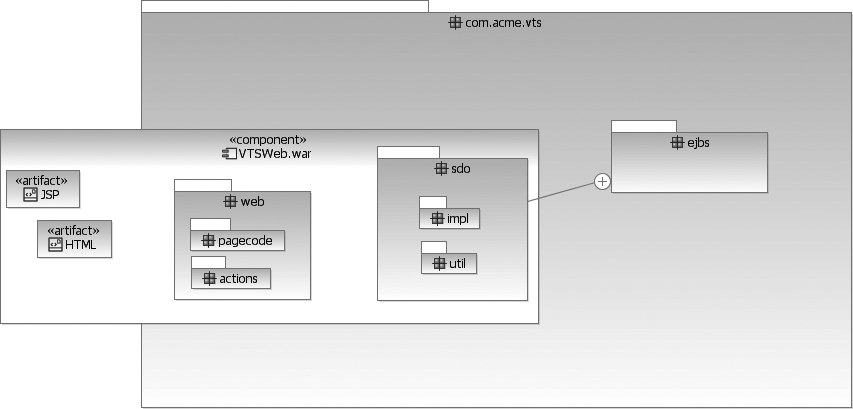 com.acme.vts
«component»
VTSWeb.war
ejbs
sdo
«artifact»
JSP
web
impl
«artifact»
HTML
pagecode
util
actions